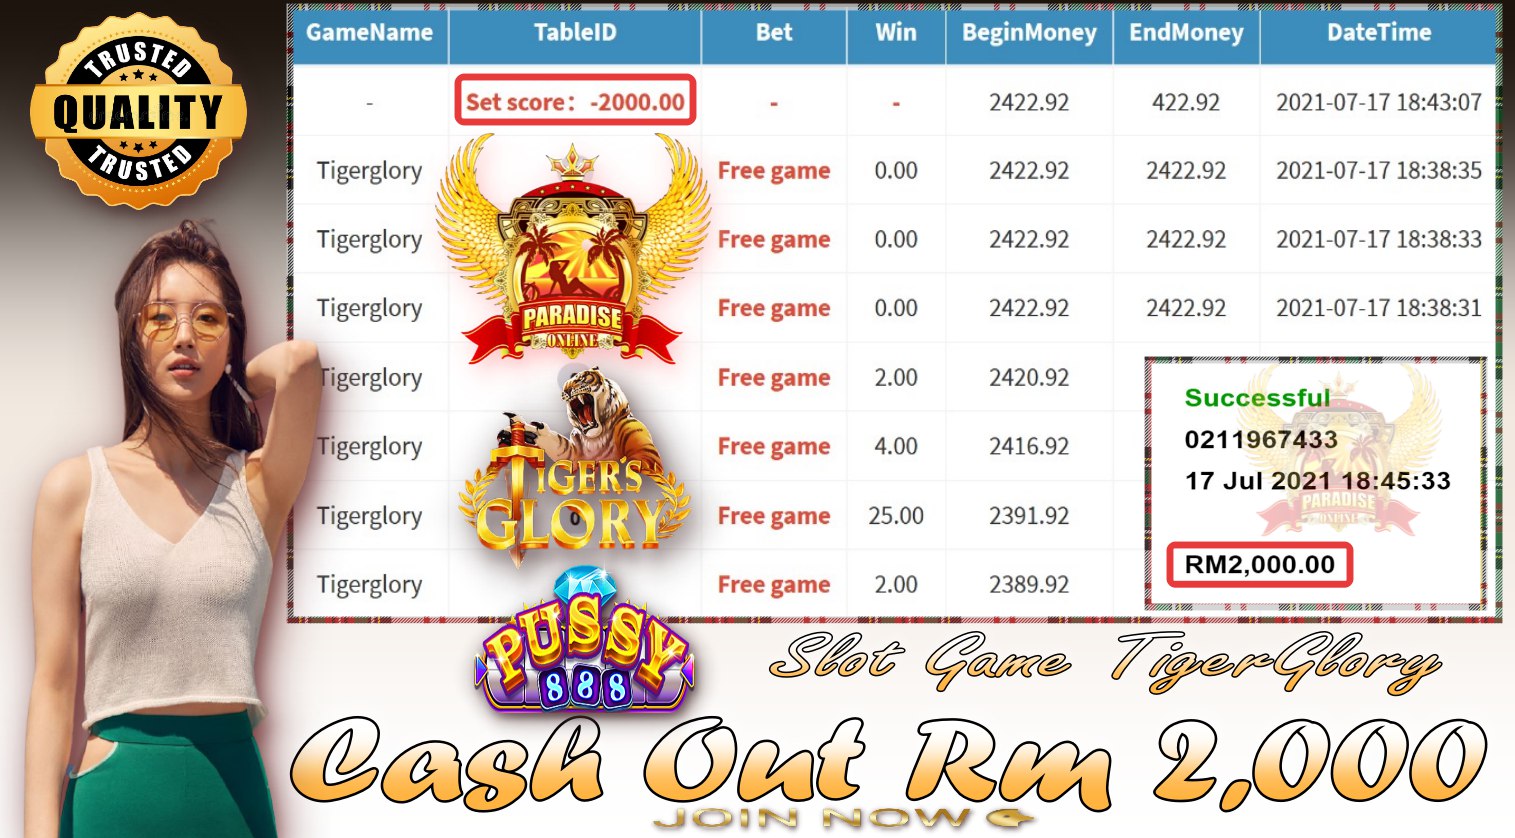 TRUSTED
QUALITY
TRUSTED
GameName TableID Bet Win BeginMoney EndMoney DateTime
- Set score: -2000.00 - - 2422.92 422.92 2021-07-17 18:43:07
Tigerglory Free game 0.00 2422.92 2422.92 2021-07-17 18:38:35
Tigerglory Free game 0.00 2422.92 2422.92 2021-07-17 18:38:33
Tigerglory Free game 0.00 2422.92 2422.92 2021-07-17 18:38:31
Tigerglory Free game 2.00 2420.92
Tigerglory Free game 4.00 2416.92
Tigerglory 0 Free game 25.00 2391.92
Tigerglory Free game 2.00 2389.92
PARADISE
ONLINE
TIGER'S
GLORY
PUSSY
888
Successful
0211967433
17 Jul 2021 18:45:33
PARADISE
ONLINE
RM2,000.00
Slot Game TigerGlory
Cash Out Rm 2,000
JOIN NOW